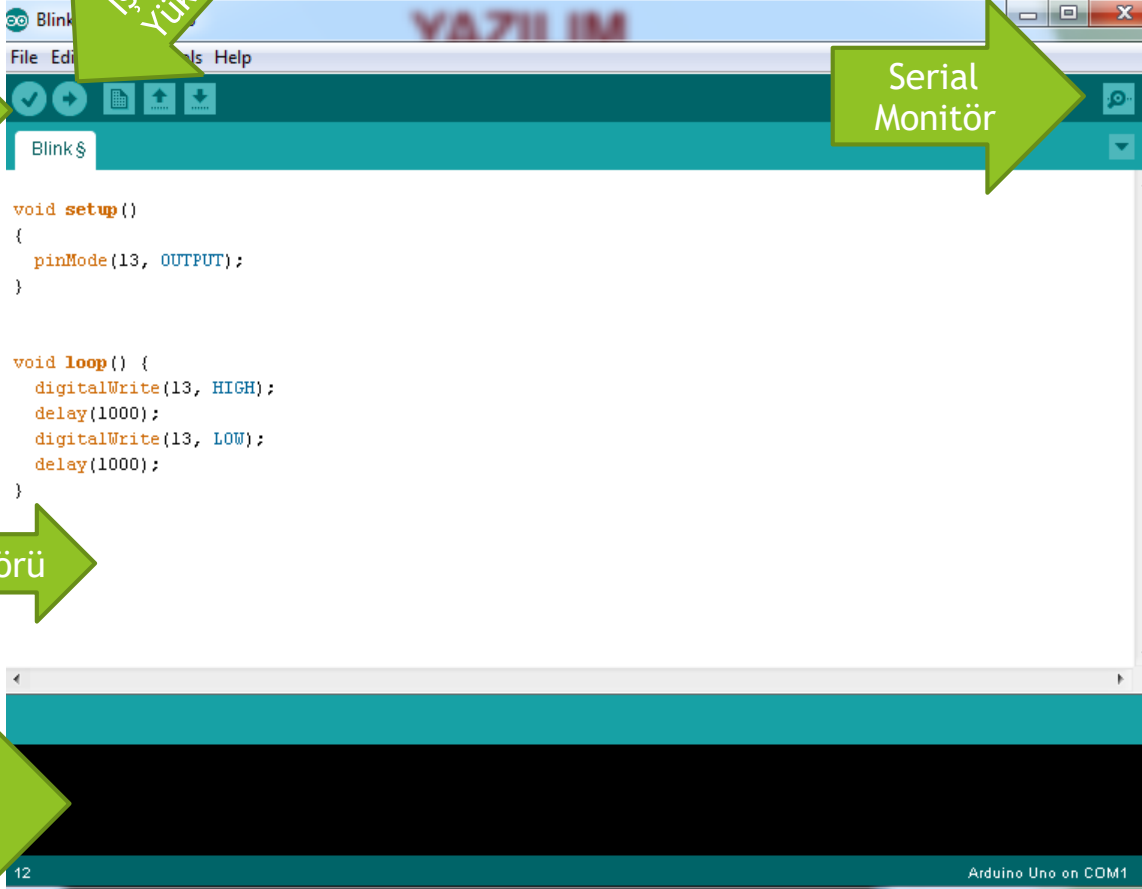 Blink
YAZILIM
File Edi ls Help
Serial
Monitör
Blink §
void setup()
{
pinMode(13, OUTPUT);
}
void loop() {
digitalWrite(13, HIGH);
delay(1000);
digitalWrite(13, LOW);
delay(1000);
}
örü
12
Arduino Uno on COM1